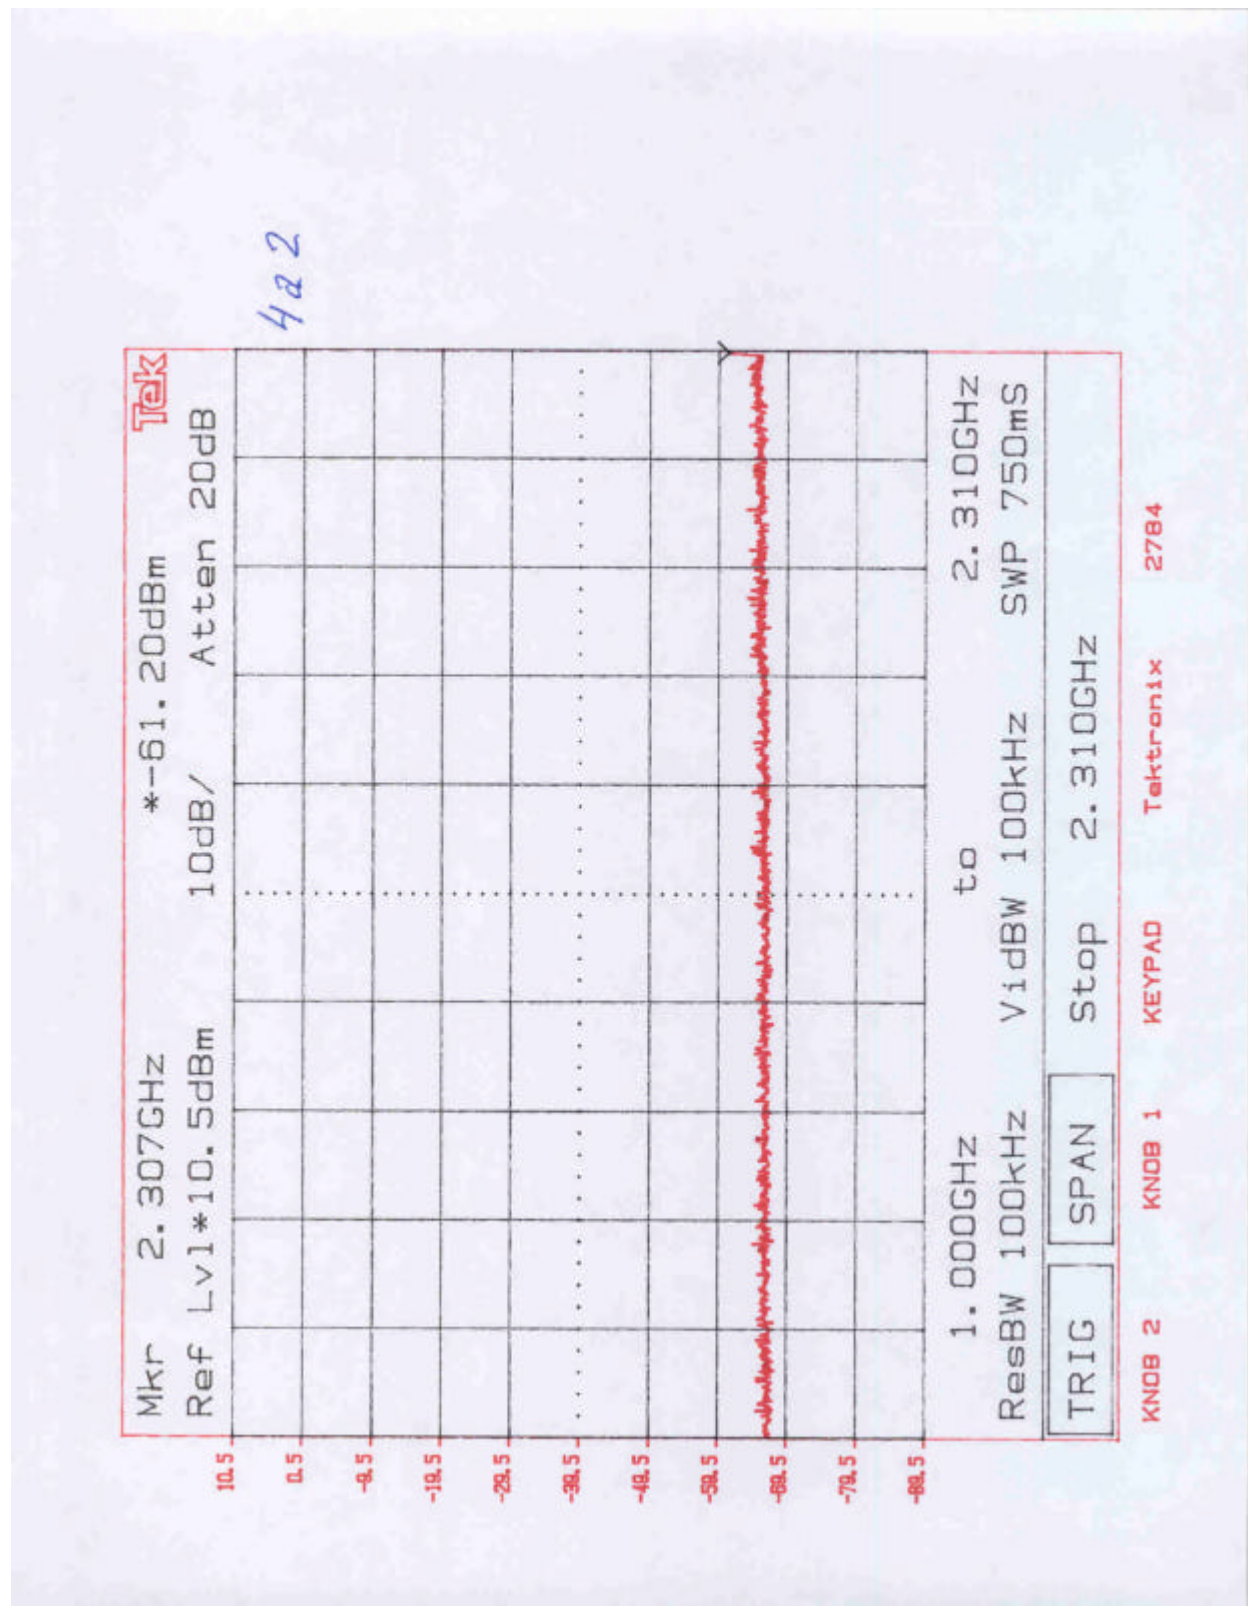 4a2
Mkr 2.307GHz *-61.20dBm Tek
Ref Lvl*10.5dBm 10dB/ Atten 20dB
10.5
0.5
-9.5
-19.5
-29.5
-39.5
-49.5
-59.5
-69.5
-79.5
-89.5
1.000GHz to 2.310GHz
ResBW 100kHz VidBW 100kHz SWP 750mS
TRIG SPAN Stop 2.310GHz
KNOB 2 KNOB 1 KEYPAD Tektronix 2784